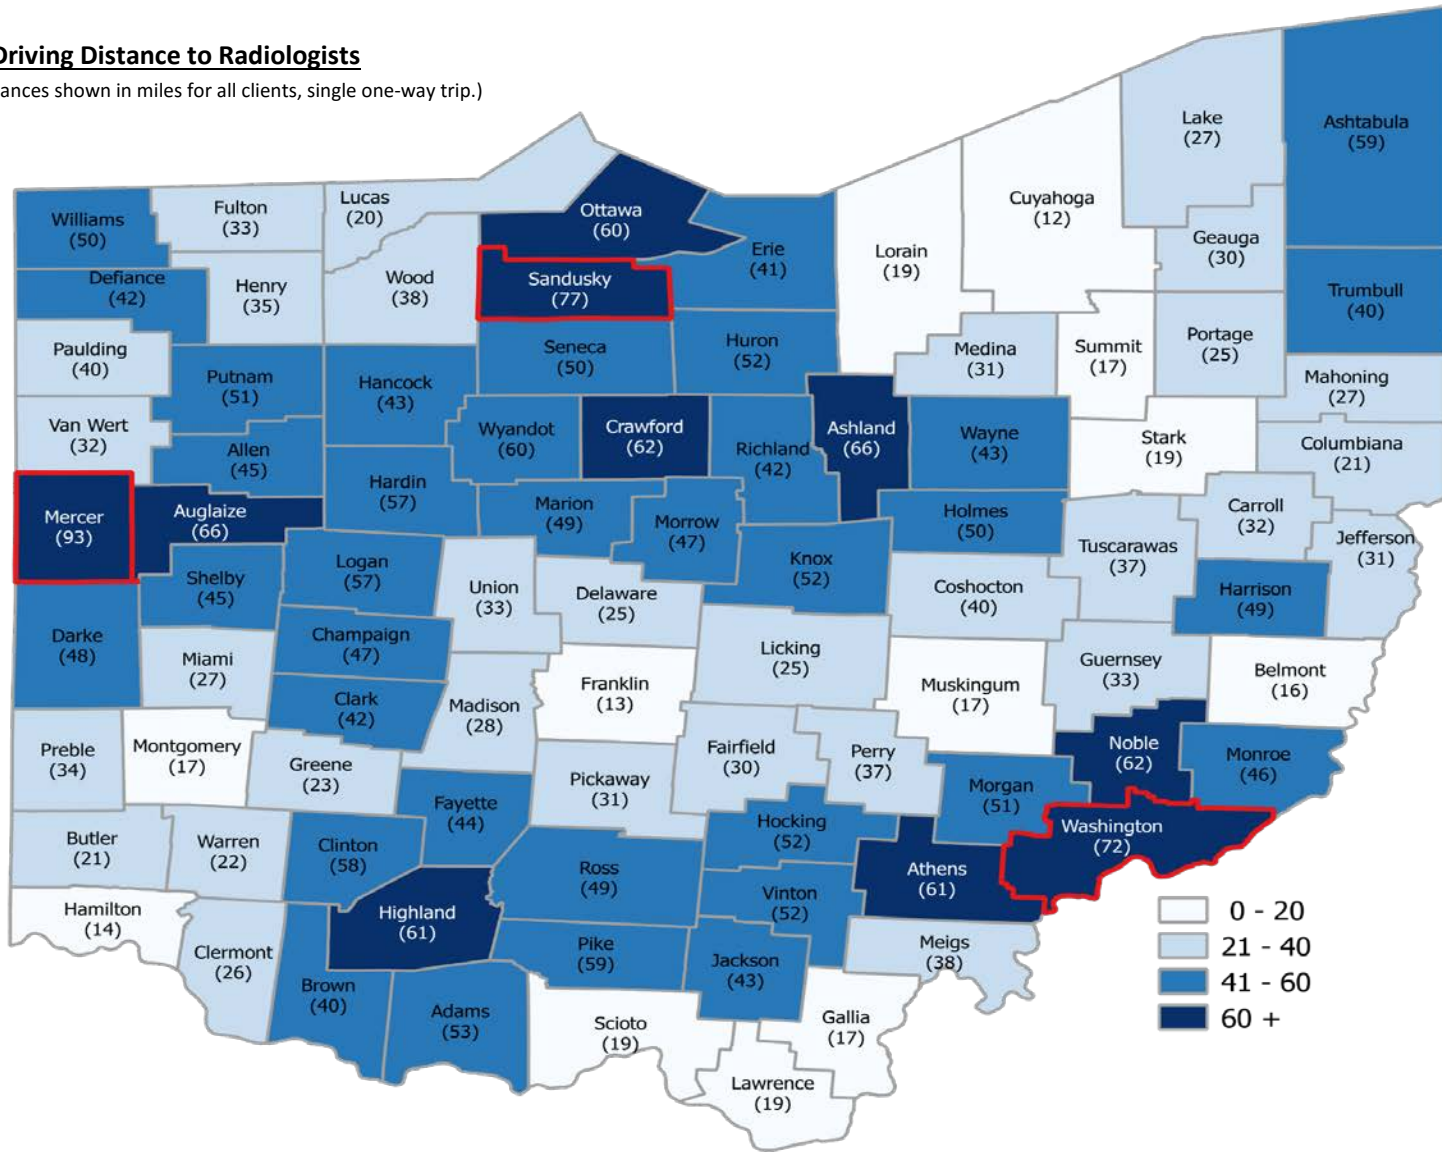 Driving Distance to Radiologists
ances shown in miles for all clients, single one-way trip.)
Lake
(27)
Ashtabula
(59)
Cuyahoga
(12)
Lucas
(20)
Fulton
(33)
Williams
(50)
Ottawa
(60)
Geauga
(30)
Lorain
(19)
Erie
(41)
Defiance
(42)
Henry
(35)
Wood
(38)
Sandusky
(77)
Trumbull
(40)
Paulding
(40)
Seneca
(50)
Huron
(52)
Medina
(31)
Summit
(17)
Portage
(25)
Putnam
(51)
Hancock
(43)
Mahoning
(27)
Van Wert
(32)
Allen
(45)
Wyandot
(60)
Crawford
(62)
Richland
(42)
Ashland
(66)
Wayne
(43)
Stark
(19)
Columbiana
(21)
Hardin
(57)
Mercer
(93)
Auglaize
(66)
Marion
(49)
Morrow
(47)
Holmes
(50)
Carroll
(32)
Jefferson
(31)
Tuscarawas
(37)
Logan
(57)
Shelby
(45)
Union
(33)
Delaware
(25)
Knox
(52)
Coshocton
(40)
Harrison
(49)
Darke
(48)
Champaign
(47)
Miami
(27)
Licking
(25)
Guernsey
(33)
Belmont
(16)
Clark
(42)
Madison
(28)
Franklin
(13)
Muskingum
(17)
Preble
(34)
Montgomery
(17)
Greene
(23)
Fairfield
(30)
Perry
(37)
Noble
(62)
Monroe
(46)
Pickaway
(31)
Morgan
(51)
Fayette
(44)
Hocking
(52)
Washington
(72)
Butler
(21)
Warren
(22)
Clinton
(58)
Ross
(49)
Athens
(61)
Vinton
(52)
Hamilton
(14)
Highland
(61)
0 - 20
Clermont
(26)
Pike
(59)
Meigs
(38)
21 - 40
Jackson
(43)
Brown
(40)
41 - 60
Adams
(53)
Scioto
(19)
Gallia
(17)
60 +
Lawrence
(19)